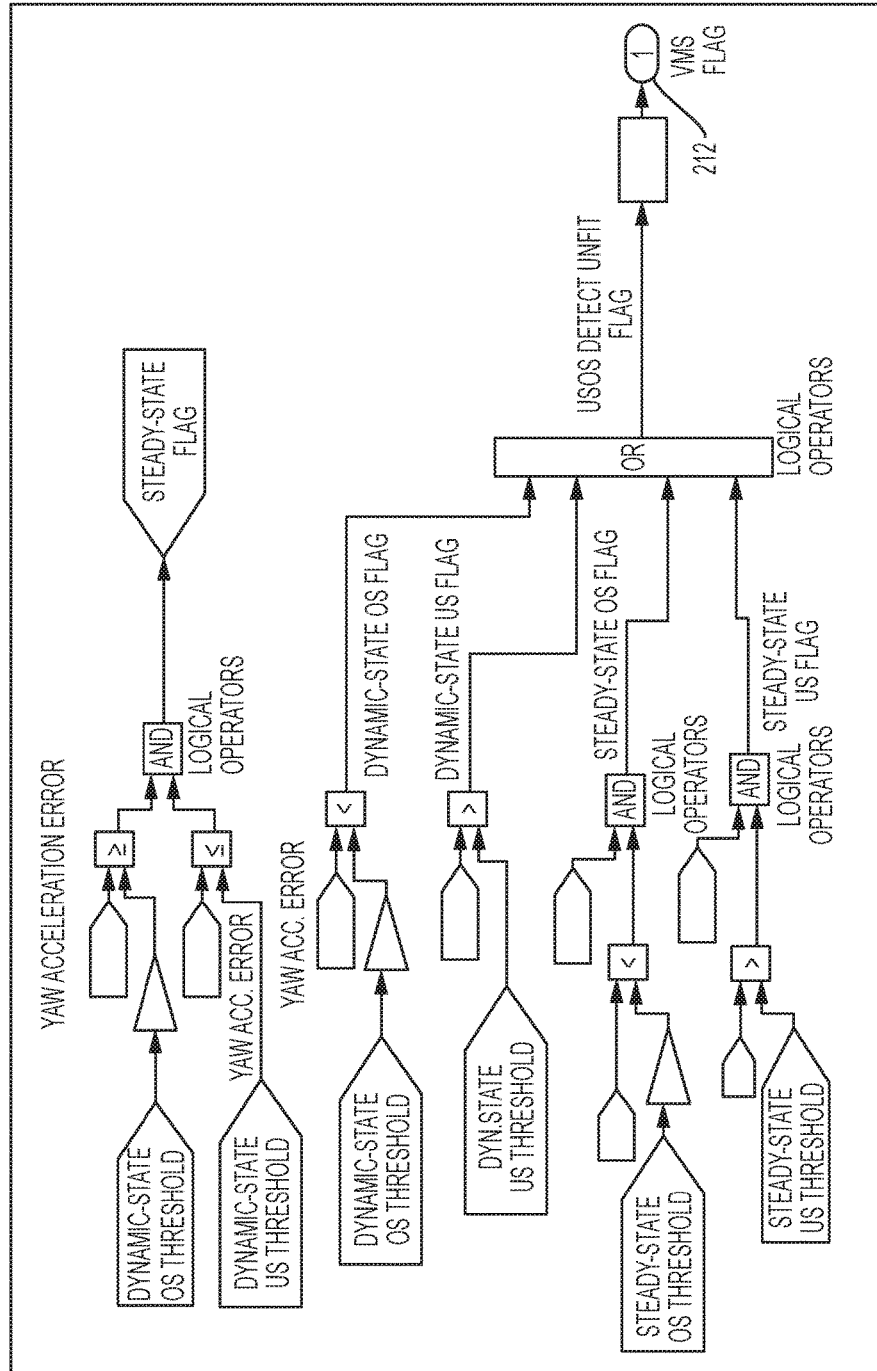 YAW ACCELERATION ERROR
≥
DYNAMIC-STATE
OS THRESHOLD
YAW ACC. ERROR
≤
DYNAMIC-STATE
US THRESHOLD
AND
LOGICAL
OPERATORS
STEADY-STATE
FLAG
YAW ACC. ERROR
<
DYNAMIC-STATE
OS THRESHOLD
DYNAMIC-STATE OS FLAG
>
DYN.STATE
US THRESHOLD
DYNAMIC-STATE US FLAG
<
STEADY-STATE
OS THRESHOLD
AND
LOGICAL
OPERATORS
STEADY-STATE OS FLAG
>
STEADY-STATE
US THRESHOLD
AND
LOGICAL
OPERATORS
STEADY-STATE
US FLAG
OR
LOGICAL
OPERATORS
USOS DETECT UNFIT
FLAG
1
VMS
FLAG
212